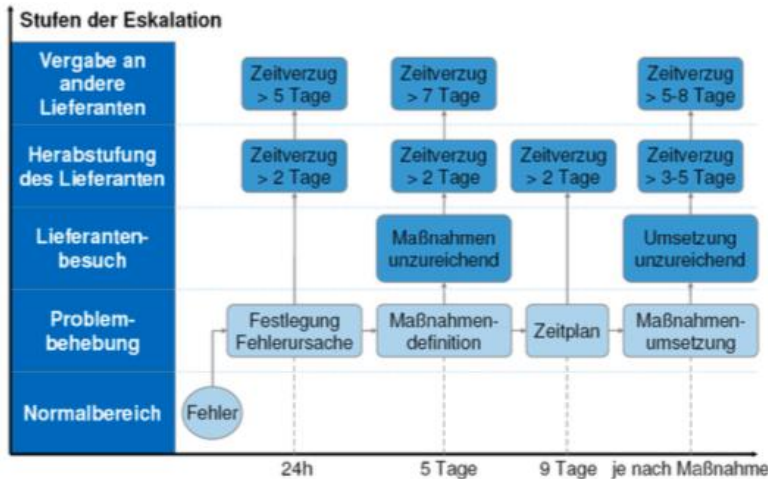 Stufen der Eskalation
Vergabe an
andere
Lieferanten
Zeitverzug
> 5 Tage
Zeitverzug
> 7 Tage
Zeitverzug
> 5-8 Tage
Herabstufung
des Lieferanten
Zeitverzug
> 2 Tage
Zeitverzug
> 2 Tage
Zeitverzug
> 2 Tage
Zeitverzug
> 3-5 Tage
Lieferanten-
besuch
Maßnahmen
unzureichend
Umsetzung
unzureichend
Problem-
behebung
Festlegung
Fehlerursache
Maßnahmen-
definition
Zeitplan
Maßnahmen-
umsetzung
Normalbereich
Fehler
24h
5 Tage
9 Tage
je nach Maßnahme